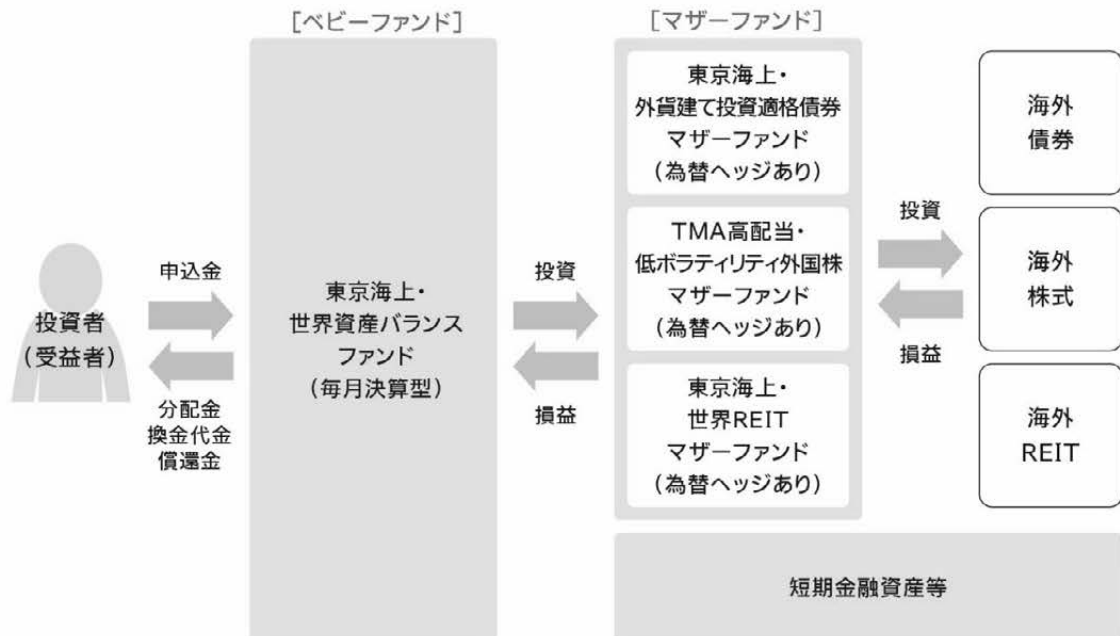 [ベビーファンド]
[マザーファンド]
投資者
(受益者)
申込金
分配金
換金代金
償還金
東京海上・
世界資産バランス
ファンド
(毎月決算型)
投資
損益
東京海上・
外貨建て投資適格債券
マザーファンド
(為替ヘッジあり)
TMA高配当・
低ボラティリティ外国株
マザーファンド
(為替ヘッジあり)
東京海上・
世界REIT
マザーファンド
(為替ヘッジあり)
投資
損益
海外
債券
海外
株式
海外
REIT
短期金融資産等